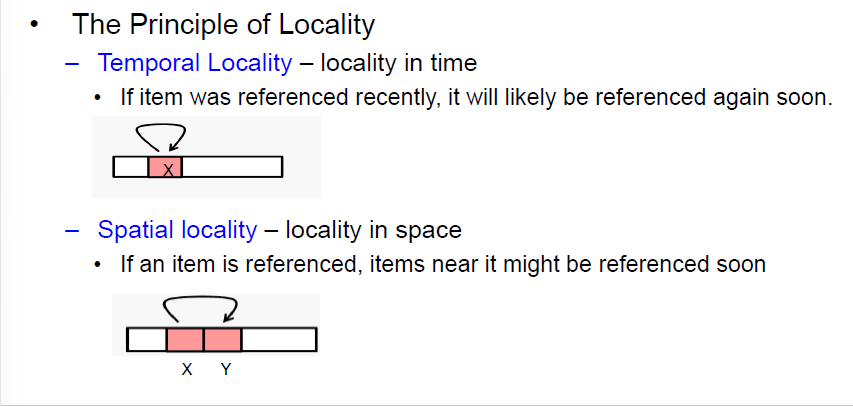 • The Principle of Locality
– Temporal Locality – locality in time
• If item was referenced recently, it will likely be referenced again soon.
X
– Spatial locality – locality in space
• If an item is referenced, items near it might be referenced soon
X Y